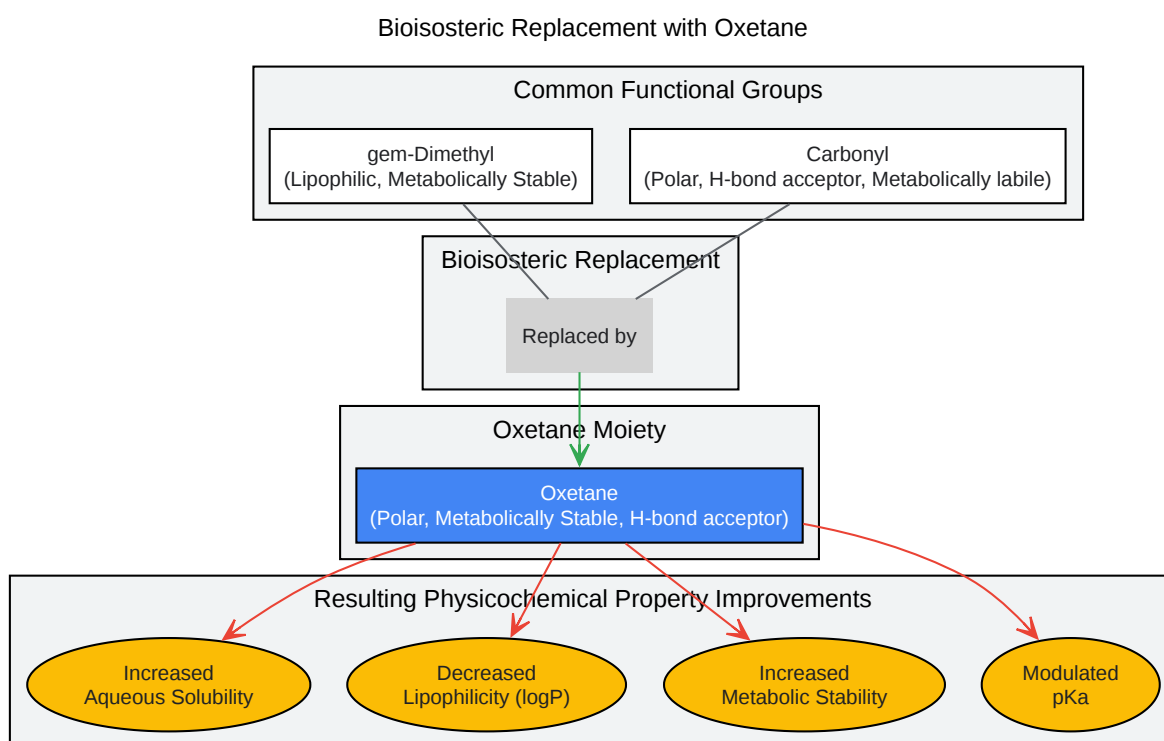 Bioisosteric Replacement with Oxetane
Common Functional Groups
gem-Dimethyl
(Lipophilic, Metabolically Stable)
Carbonyl
(Polar, H-bond acceptor, Metabolically labile)
Bioisosteric Replacement
Replaced by
Oxetane Moiety
Oxetane
(Polar, Metabolically Stable, H-bond acceptor)
Resulting Physicochemical Property Improvements
Increased
Aqueous Solubility
Decreased
Lipophilicity (logP)
Increased
Metabolic Stability
Modulated
pKa